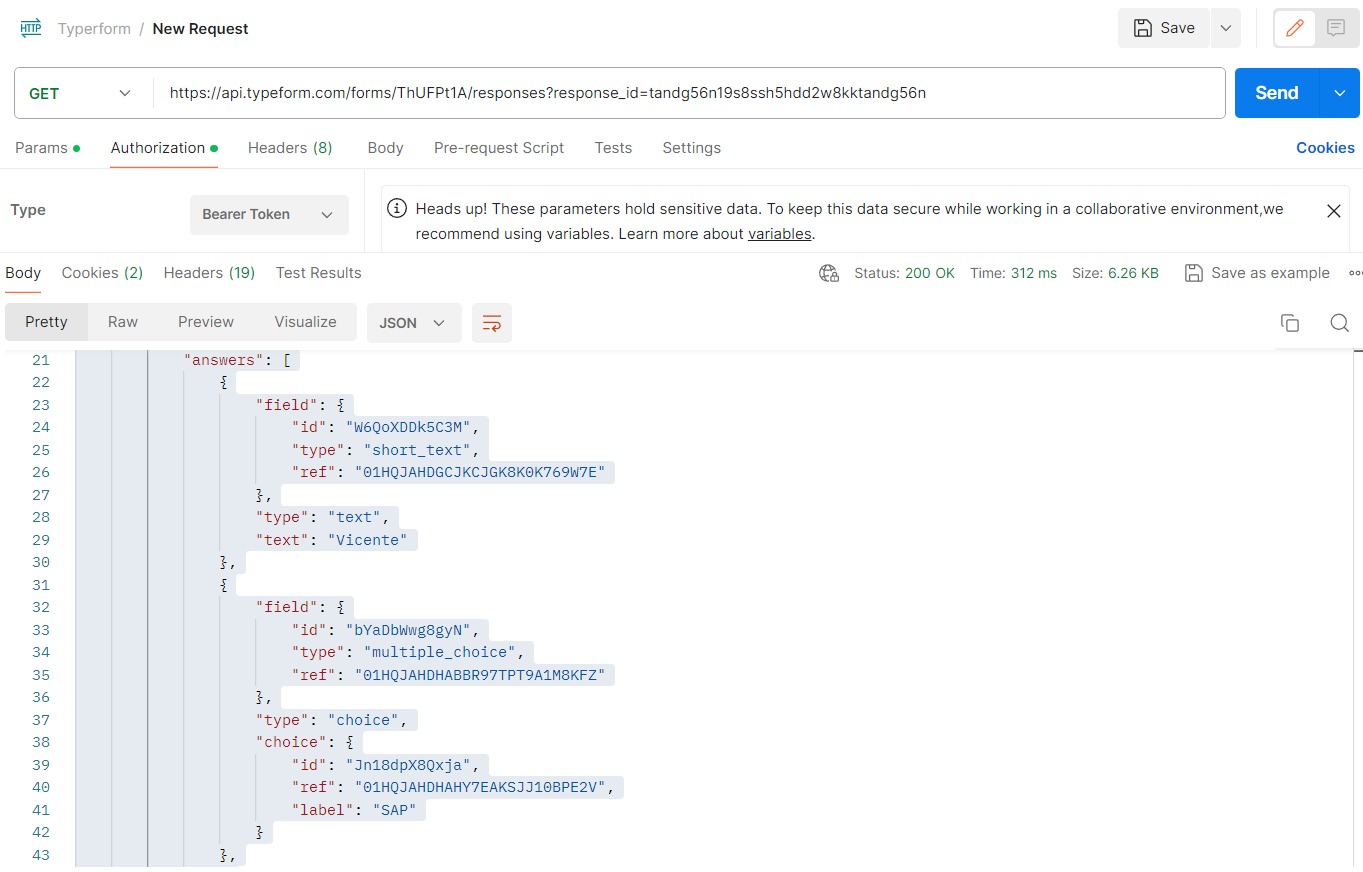 HTTP Typerform / New Request Save
GET https://api.typeform.com/forms/ThUFPt1A/responses?response_id=tandg56n19s8ssh5hdd2w8kktandg56n Send
Params Authorization Headers (8) Body Pre-request Script Tests Settings Cookies
Type Bearer Token
Heads up! These parameters hold sensitive data. To keep this data secure while working in a collaborative environment,we
recommend using variables. Learn more about variables.
Body Cookies (2) Headers (19) Test Results Status: 200 OK Time: 312 ms Size: 6.26 KB Save as example
Pretty Raw Preview Visualize JSON
21 "answers": [
22 {
23 "field": {
24 "id": "W6QoXDDk5C3M",
25 "type": "short_text",
26 "ref": "01HQJAHDGCJKCJGK8K0K769W7E"
27 },
28 "type": "text",
29 "text": "Vicente"
30 },
31 {
32 "field": {
33 "id": "bYaDbWwg8gyN",
34 "type": "multiple_choice",
35 "ref": "01HQJAHDHABBR97TPT9A1M8KFZ"
36 },
37 "type": "choice",
38 "choice": {
39 "id": "Jn18dpX8Qxja",
40 "ref": "01HQJAHDHAHY7EAKSJJ10BPE2V",
41 "label": "SAP"
42 }
43 },